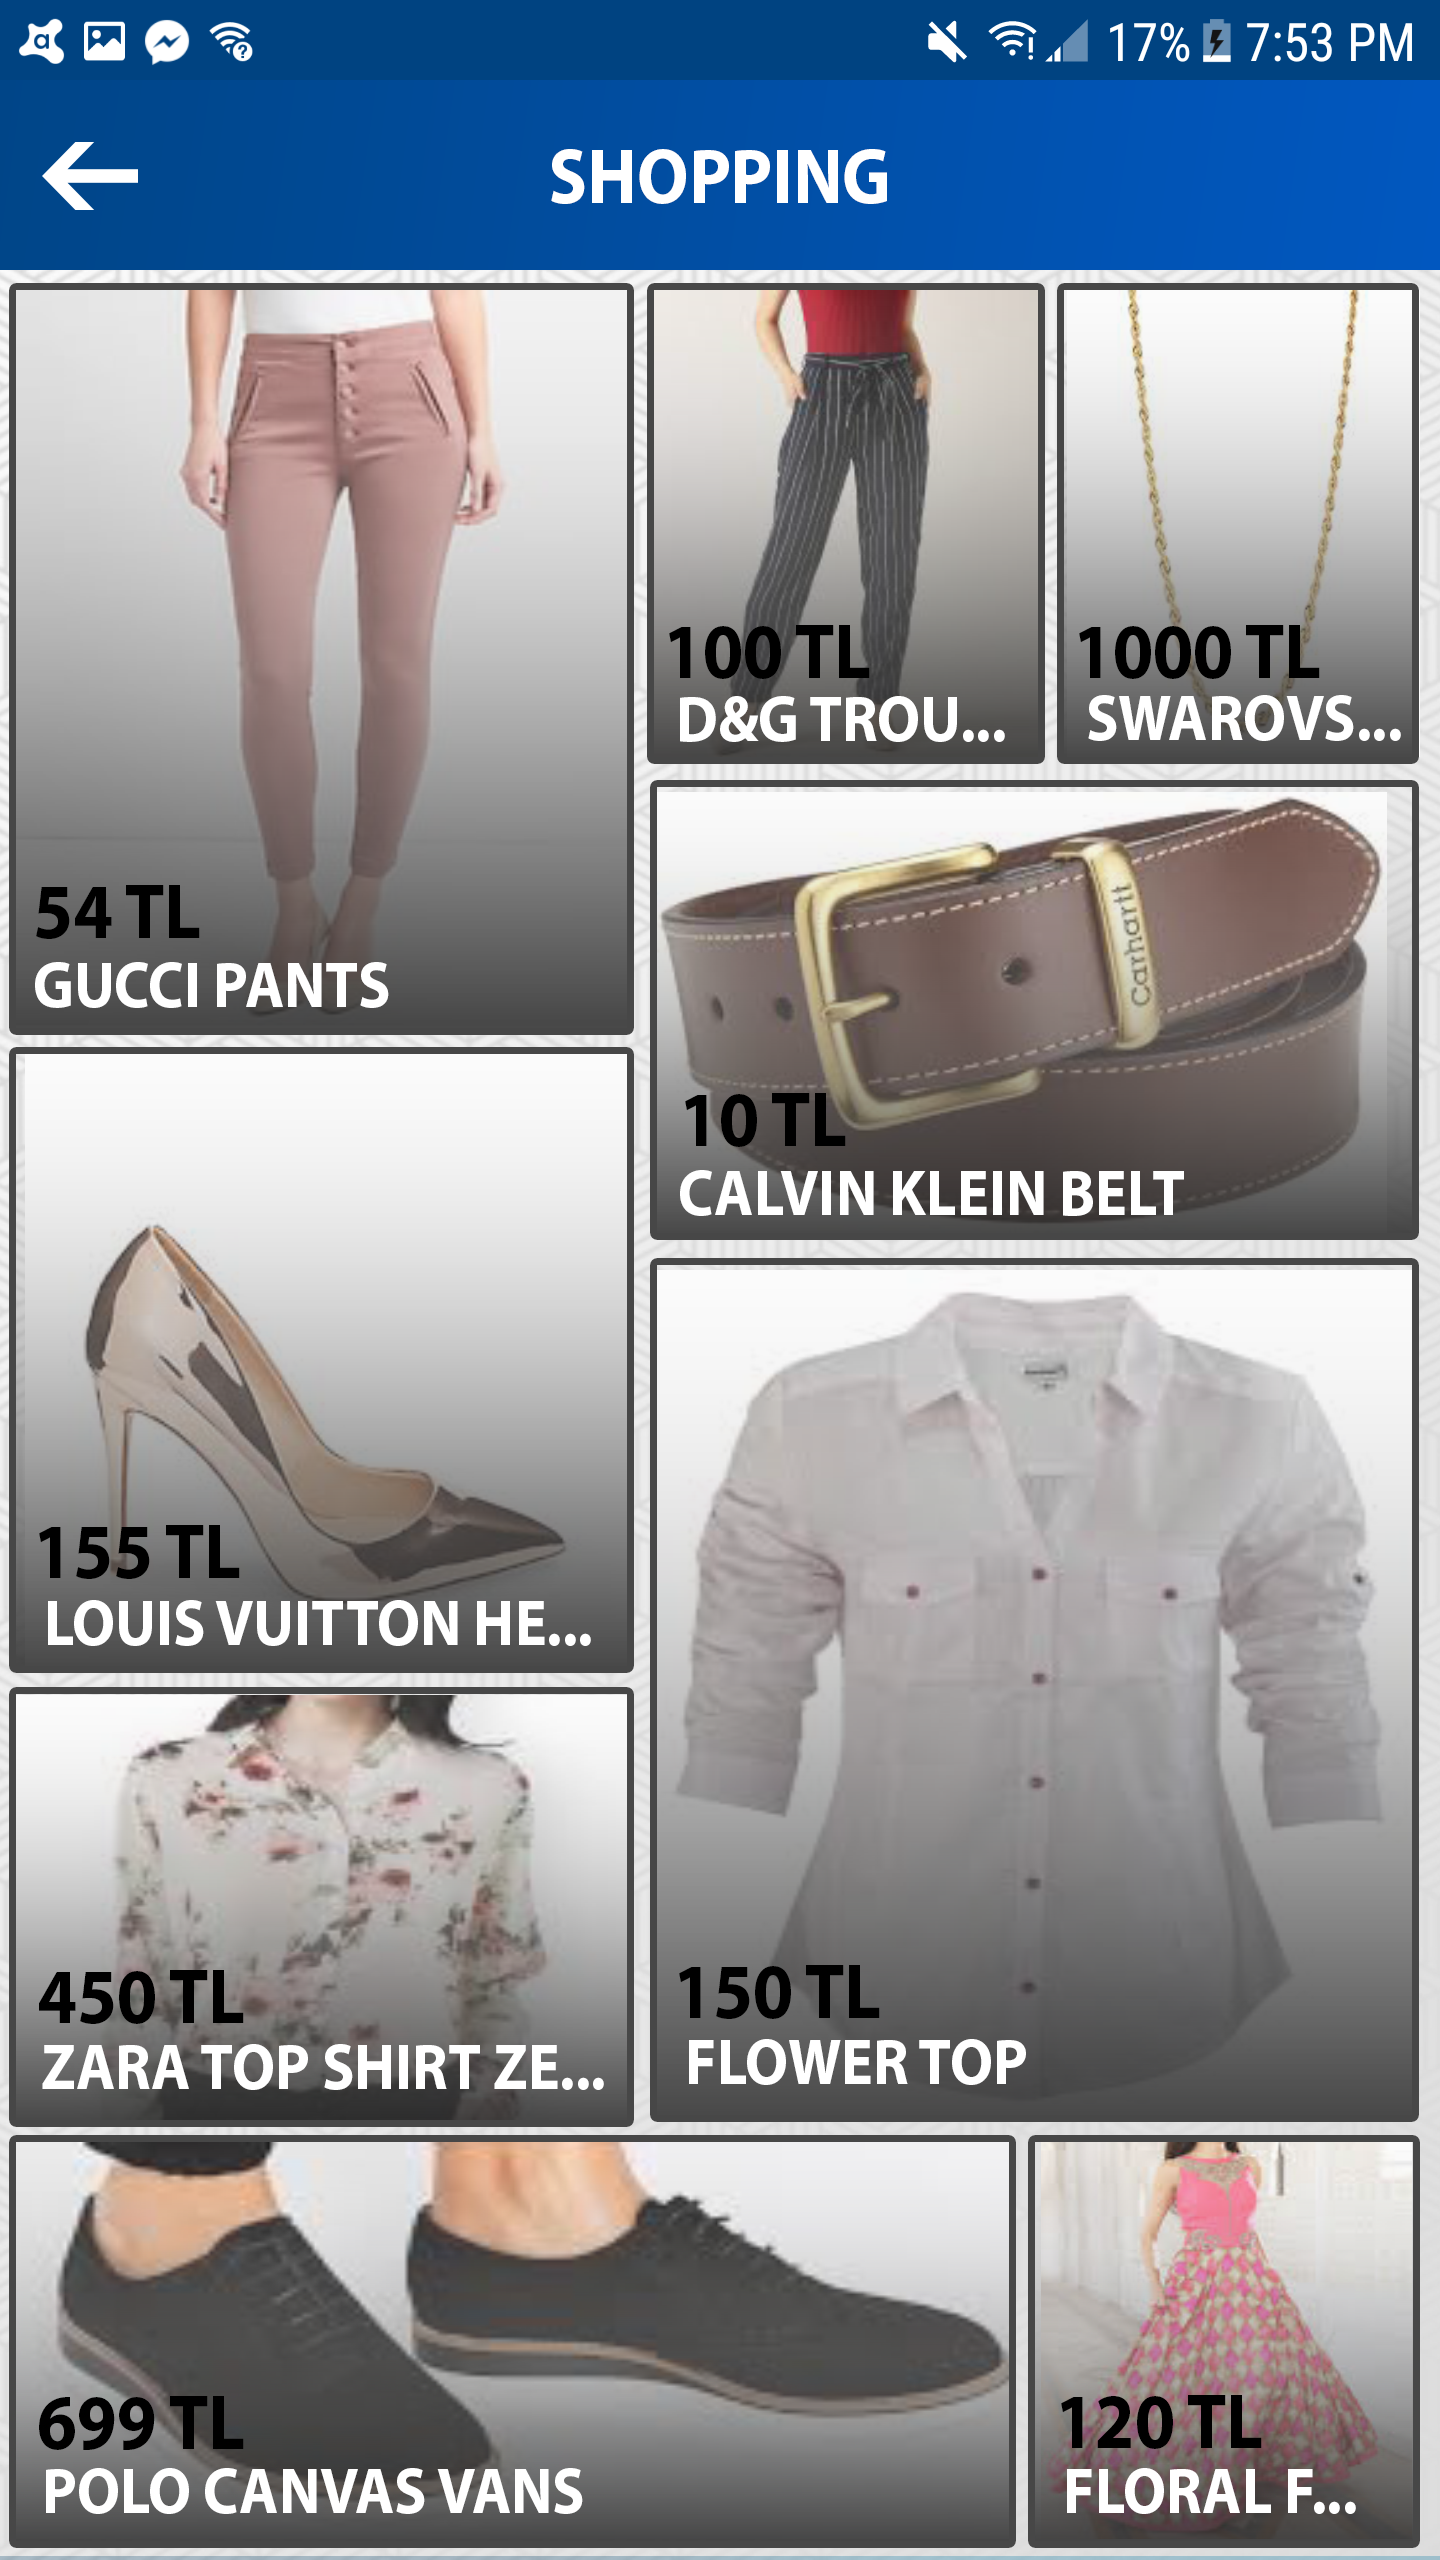 17% 7:53 PM
SHOPPING
54 TL
GUCCI PANTS
100 TL
D&G TROU...
1000 TL
SWAROVS...
Carhartt
10 TL
CALVIN KLEIN BELT
155 TL
LOUIS VUITTON HE...
150 TL
FLOWER TOP
450 TL
ZARA TOP SHIRT ZE...
699 TL
POLO CANVAS VANS
120 TL
FLORAL F...